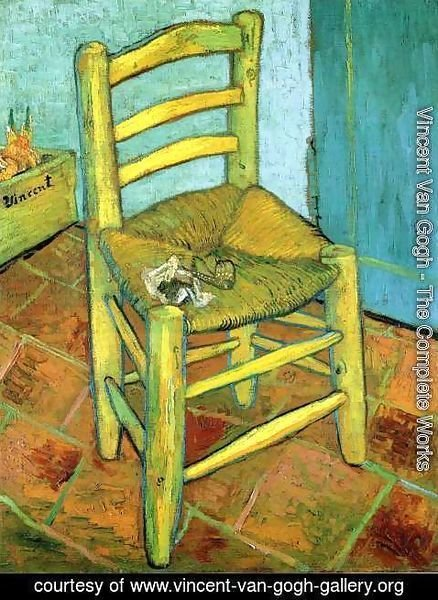 Vincent
Vincent Van Gogh - The Complete Works
courtesy of www.vincent-van-gogh-gallery.org